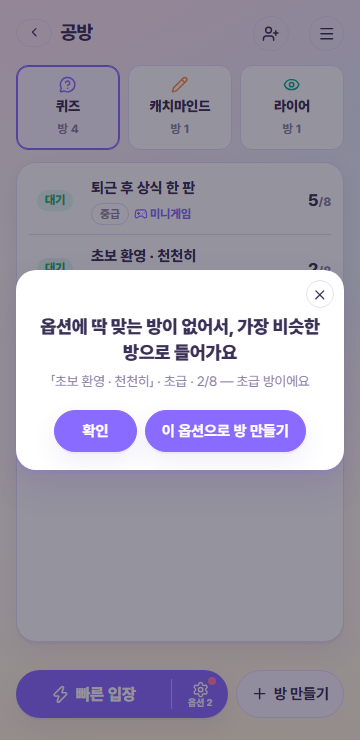 공방
퀴즈
방 4
캐치마인드
방 1
라이어
방 1
퇴근 후 상식 한 판
대기
중급
미니게임
5/8
초보 환영 · 천천히
대기
2/8
옵션에 딱 맞는 방이 없어서, 가장 비슷한
방으로 들어가요
「초보 환영 · 천천히」 · 초급 · 2/8 — 초급 방이에요
확인
이 옵션으로 방 만들기
빠른 입장
옵션 2
방 만들기